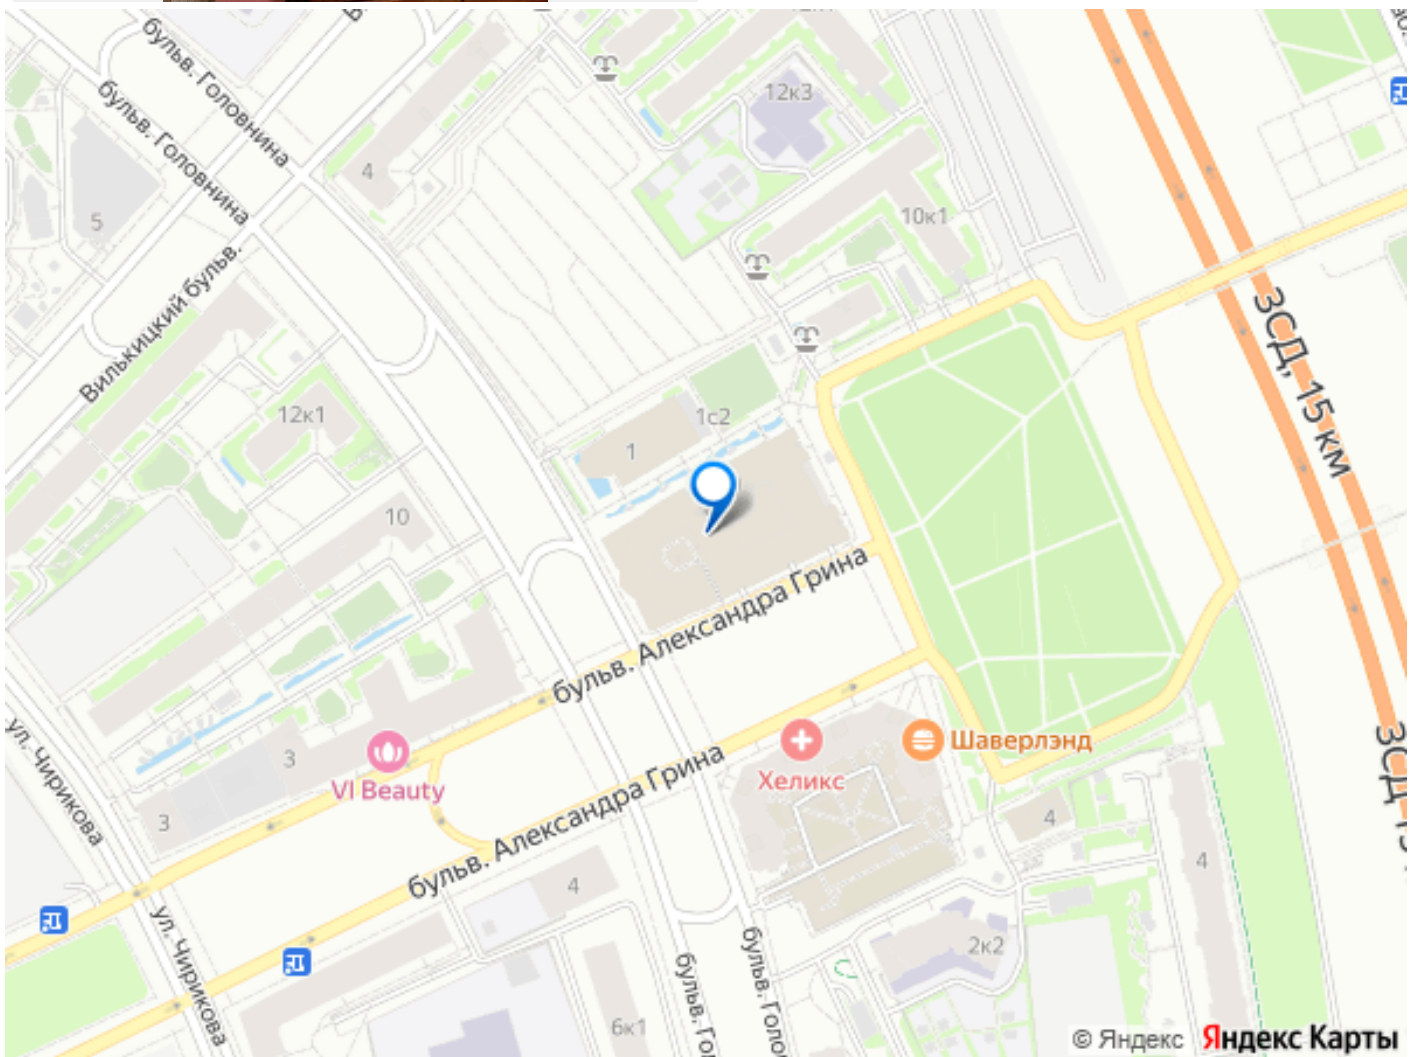 бульв. Головнина
бульв. Головнина
12к3
4
5
10к1
Вилькицкий бульв.
ЗСД, 15 км
12к1
1с2
1
10
бульв. Александра Грина
ул. Чирикова
3
VI Beauty
3
Хеликс
Шаверлэнд
бульв. Александра Грина
4
4
4
ул. Чирикова
2к2
6к1
© Яндекс
Яндекс Карты